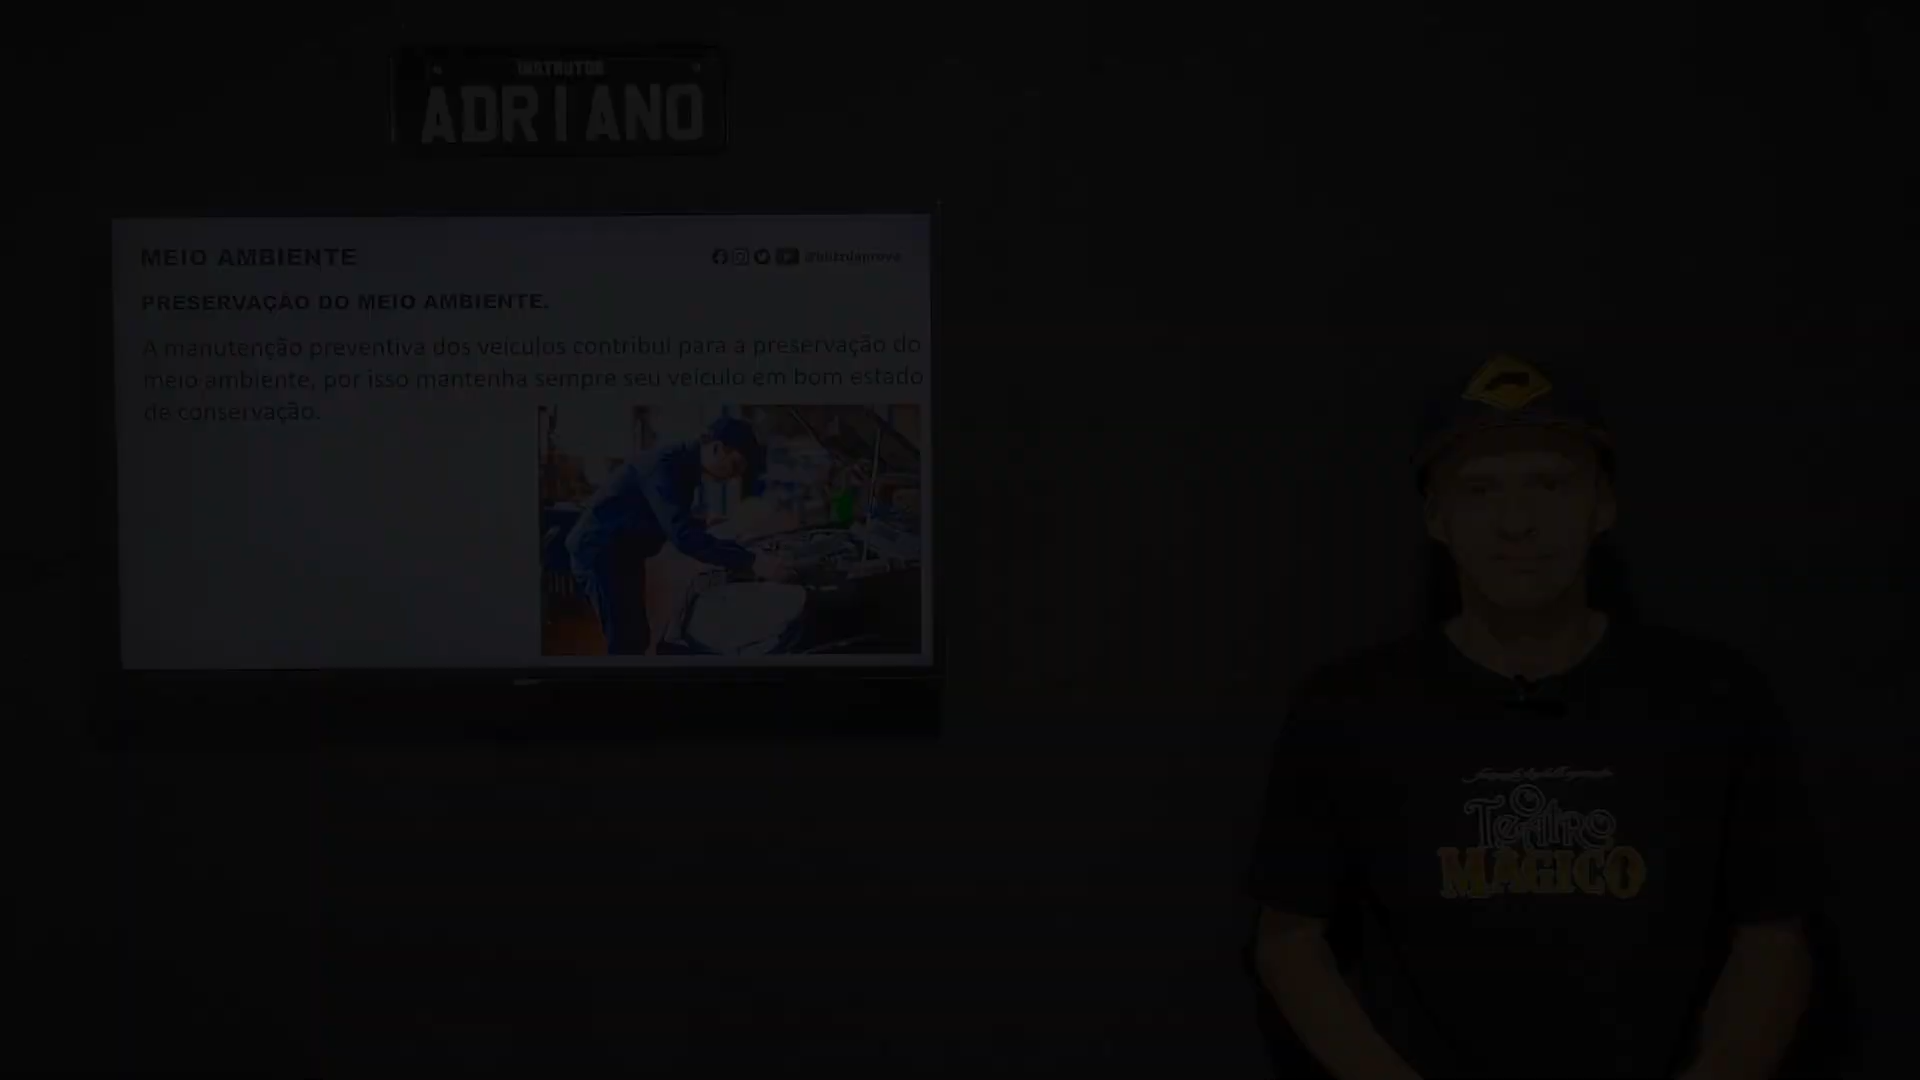 INSTRUTOR
ADRIANO
MEIO AMBIENTE
PRESERVAÇÃO DO MEIO AMBIENTE.
A manutenção preventiva dos veículos contribui para a preservação do
meio ambiente, por isso mantenha sempre seu veículo em bom estado
de conservação.
O
TEATRO
MÁGICO